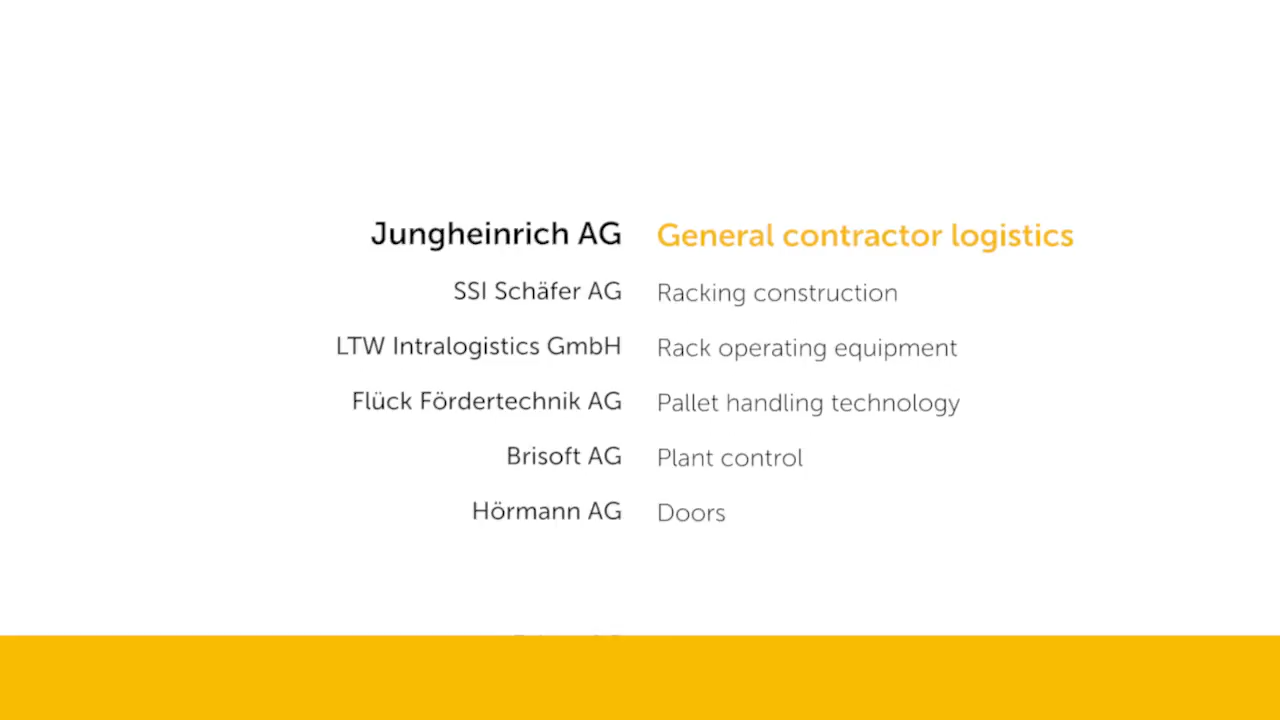 Jungheinrich AG General contractor logistics
SSI Schäfer AG Racking construction
LTW Intralogistics GmbH Rack operating equipment
Flück Fördertechnik AG Pallet handling technology
Brisoft AG Plant control
Hörmann AG Doors